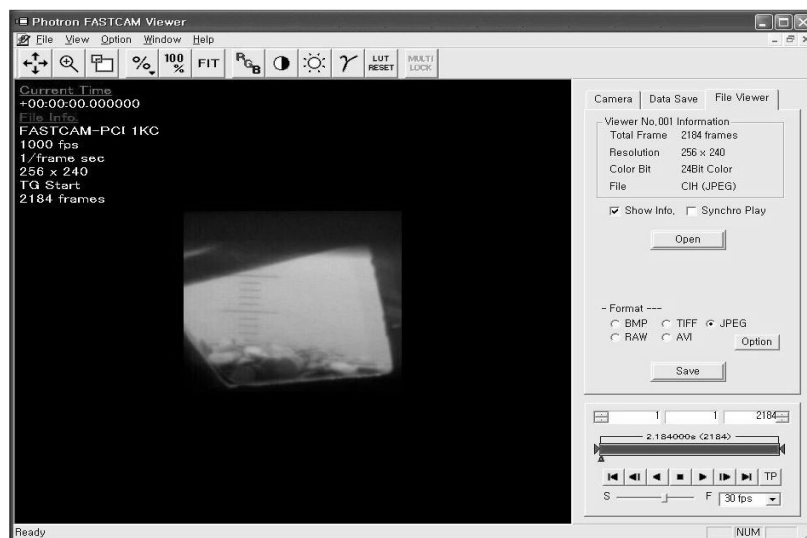 Photron FASTCAM Viewer
File View Option Window Help
% 100 % FIT RGB γ LUT RESET MULTI LOCK
Current Time
+00:00:00.000000
File Info.
FASTCAM-PCI 1KC
1000 fps
1/frame sec
256 x 240
TG Start
2184 frames
Camera Data Save File Viewer
Viewer No.001 Information
Total Frame 2184 frames
Resolution 256 x 240
Color Bit 24Bit Color
File CIH (JPEG)
Show Info. Synchro Play
Open
- Format ---
BMP TIFF JPEG
RAW AVI
Option
Save
1 1 2184
2.184000s (2184)
TP
S F 30 fps
Ready NUM